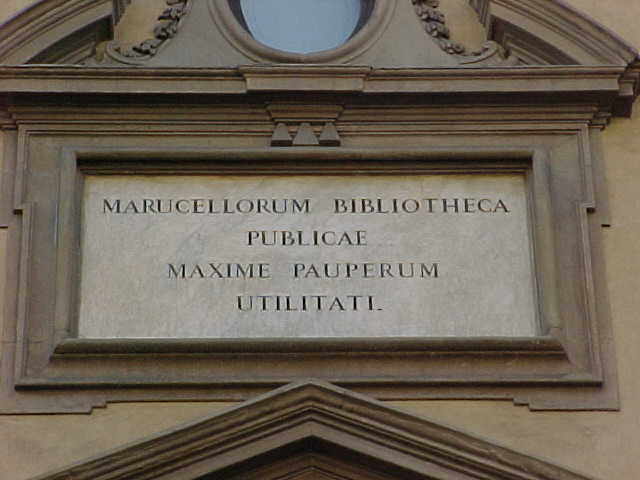 MARUCELLORUM BIBLIOTHECA
PUBLICAE
MAXIME PAUPERUM
UTILITATI.